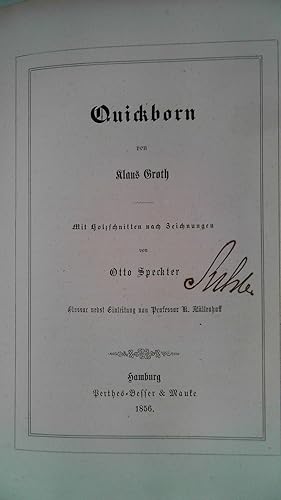 Quickborn
von
Klaus Groth
Mit Holzschnitten nach Zeichnungen
von
Otto Speckter
Glossar nebst Einleitung von Professor K. Müllenhoff
Hamburg
Perthes-Besser & Mauke
1856.